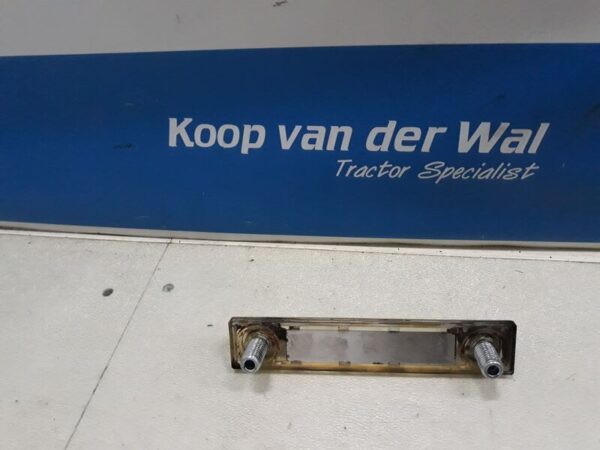 Koop van der Wal
Tractor Specialist